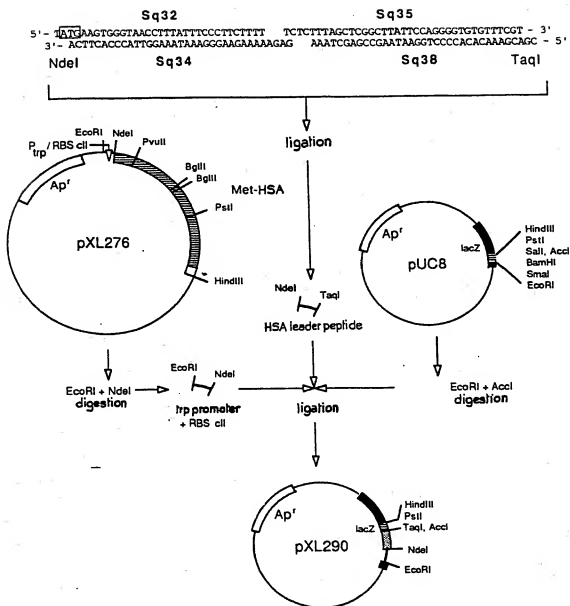 Sq32 Sq35
5'- TATGAAGTGGGTAACCTTTATTTCCCTTCTTTT TCTCTTTAGCTCGGCTTATTCCAGGGGTGTGTTTCGT - 3'
3'- ACTTCACCCATTGGAAATAAAGGGAAGAAAAAGAG AAATCGAGCCGAATAAGGTCCCCACACAAAGCAGC - 5'
NdeI Sq34 Sq38 TaqI
ligation
EcoRI NdeI
Ptrp/RBS cII
PvuII
BglII
BglII
Met-HSA
PstI
Apr
pXL276
HindIII
Apr
lacZ
pUC8
HindIII
PstI
SalI, AccI
BamHI
SmaI
EcoRI
NdeI TaqI
HSA leader peptide
EcoRI + NdeI
digestion
EcoRI NdeI
trp promoter
+ RBS cII
ligation
EcoRI + AccI
digestion
Apr
lacZ
pXL290
HindIII
PstI
TaqI, AccI
NdeI
EcoRI